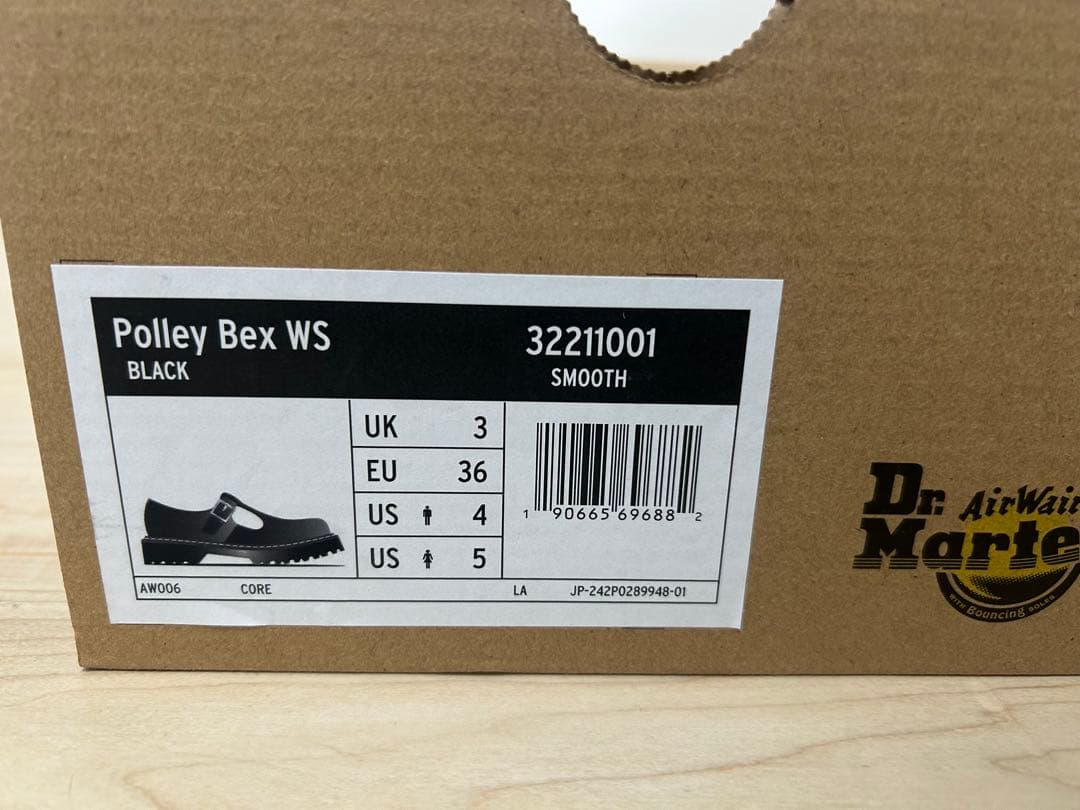 Polley Bex WS
BLACK
32211001
SMOOTH
UK 3
EU 36
US 4
US 5
1 90665 69688 2
AW006 CORE LA JP-242P0289948-01
Dr. AirWair
Marte
WITH Bouncing SOLES